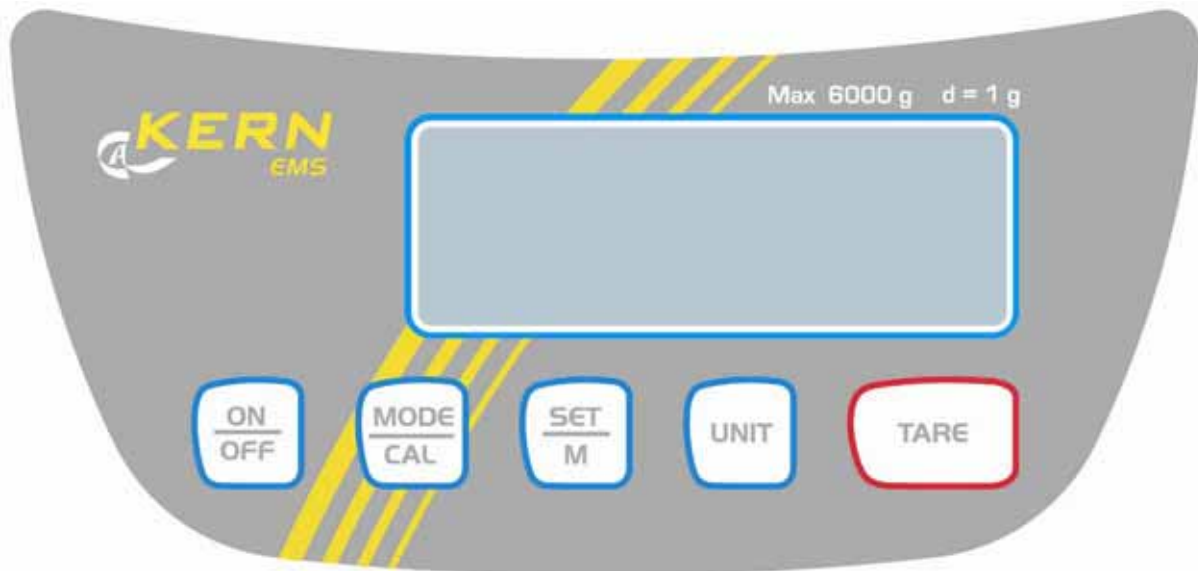 Max 6000 g d = 1 g
KERN
EMS
ON
OFF
MODE
CAL
SET
M
UNIT
TARE